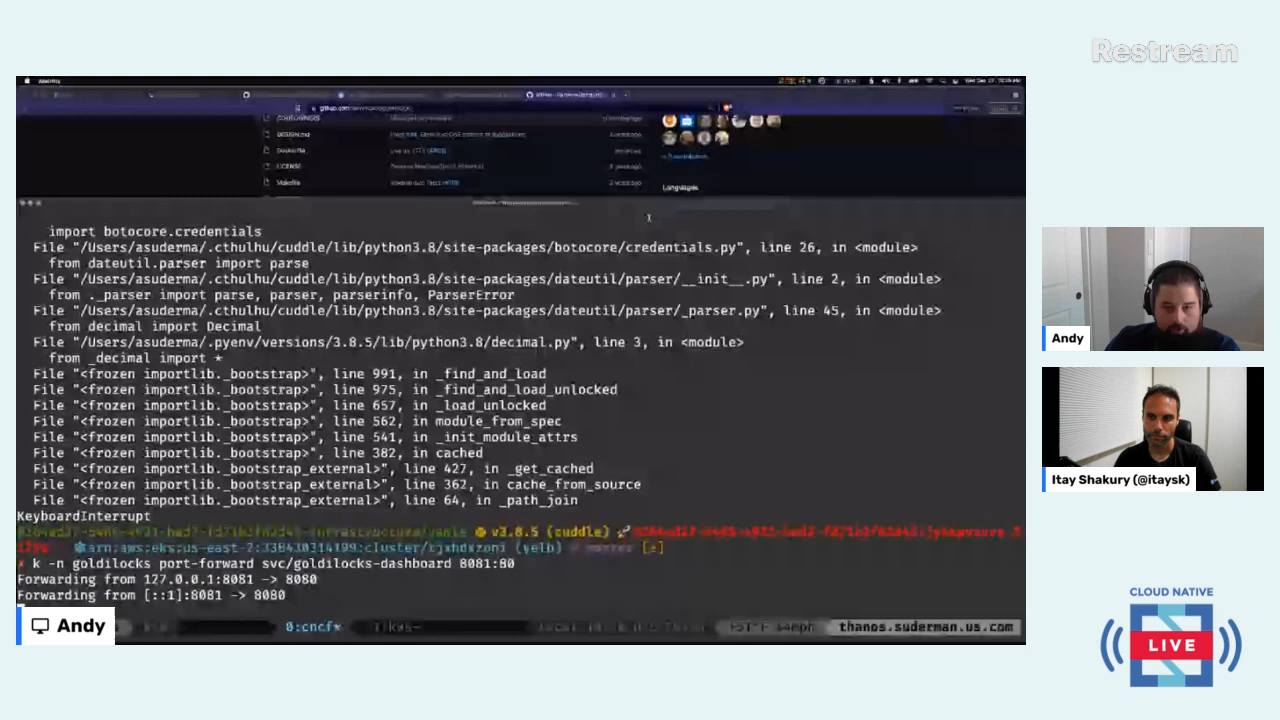 Restream
DESIGN.md
LICENSE
Makefile
Languages
import botocore.credentials
File "/Users/asuderma/.cthulhu/cuddle/lib/python3.8/site-packages/botocore/credentials.py", line 26, in <module>
from dateutil.parser import parse
File "/Users/asuderma/.cthulhu/cuddle/lib/python3.8/site-packages/dateutil/parser/__init__.py", line 2, in <module>
from ._parser import parse, parser, parserinfo, ParserError
File "/Users/asuderma/.cthulhu/cuddle/lib/python3.8/site-packages/dateutil/parser/_parser.py", line 45, in <module>
from decimal import Decimal
File "/Users/asuderma/.pyenv/versions/3.8.5/lib/python3.8/decimal.py", line 3, in <module>
from _decimal import *
File "<frozen importlib._bootstrap>", line 991, in _find_and_load
File "<frozen importlib._bootstrap>", line 975, in _find_and_load_unlocked
File "<frozen importlib._bootstrap>", line 657, in _load_unlocked
File "<frozen importlib._bootstrap>", line 562, in module_from_spec
File "<frozen importlib._bootstrap>", line 541, in _init_module_attrs
File "<frozen importlib._bootstrap>", line 382, in cached
File "<frozen importlib._bootstrap_external>", line 427, in _get_cached
File "<frozen importlib._bootstrap_external>", line 362, in cache_from_source
File "<frozen importlib._bootstrap_external>", line 64, in _path_join
KeyboardInterrupt
v3.8.5 (cuddle)
(yelb)
✗ k -n goldilocks port-forward svc/goldilocks-dashboard 8081:80
Forwarding from 127.0.0.1:8081 -> 8080
Forwarding from [::1]:8081 -> 8080
Andy
0:cncf*
thanos.suderman.us.com
Andy
Itay Shakury (@itaysk)
CLOUD NATIVE
LIVE